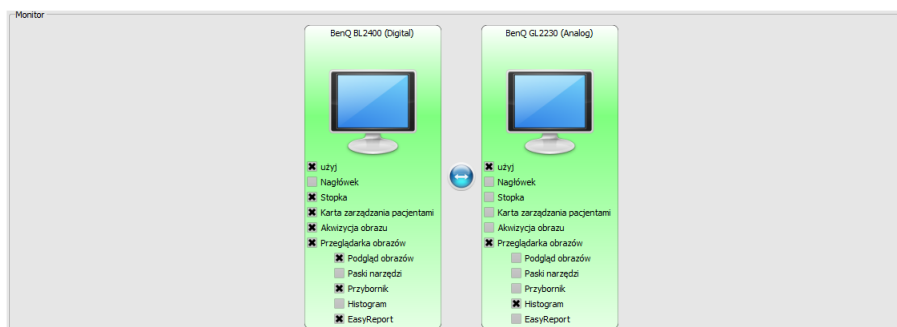 Monitor
BenQ BL2400 (Digital)
użyj
Nagłówek
Stopka
Karta zarządzania pacjentami
Akwizycja obrazu
Przeglądarka obrazów
Podgląd obrazów
Paski narzędzi
Przybornik
Histogram
EasyReport
BenQ GL2230 (Analog)
użyj
Nagłówek
Stopka
Karta zarządzania pacjentami
Akwizycja obrazu
Przeglądarka obrazów
Podgląd obrazów
Paski narzędzi
Przybornik
Histogram
EasyReport